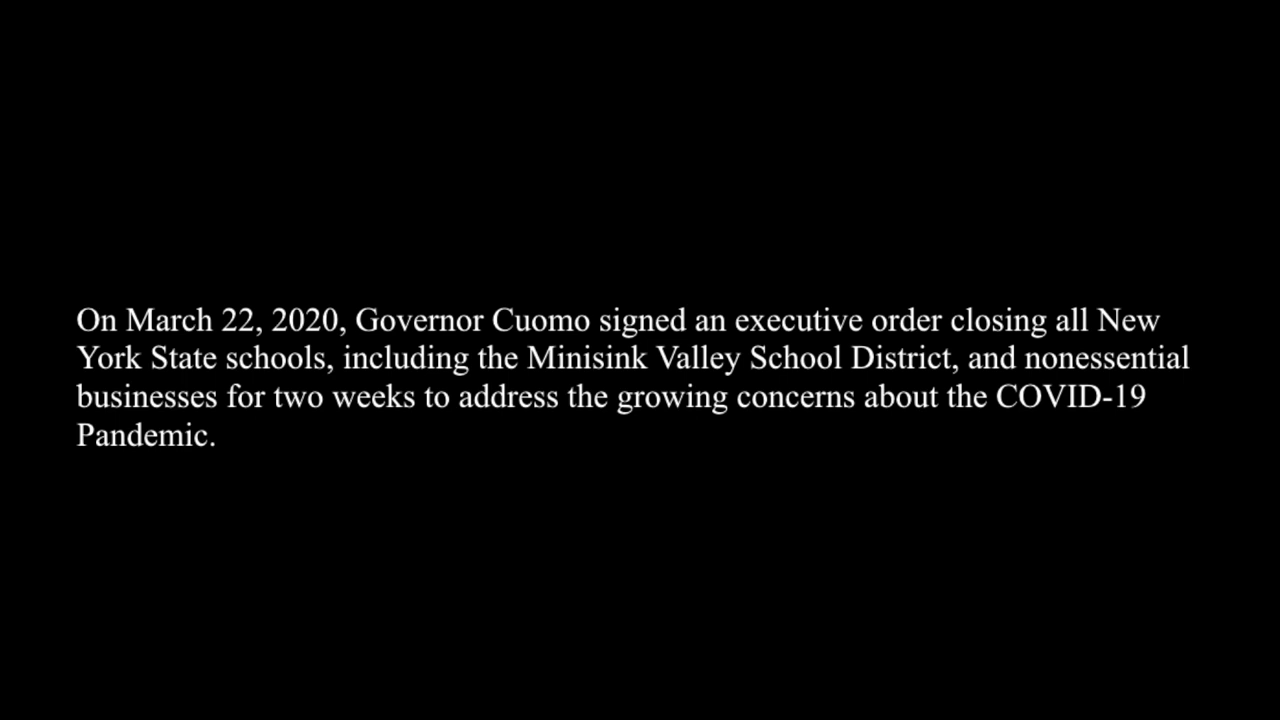 On March 22, 2020, Governor Cuomo signed an executive order closing all New
York State schools, including the Minisink Valley School District, and nonessential
businesses for two weeks to address the growing concerns about the COVID-19
Pandemic.